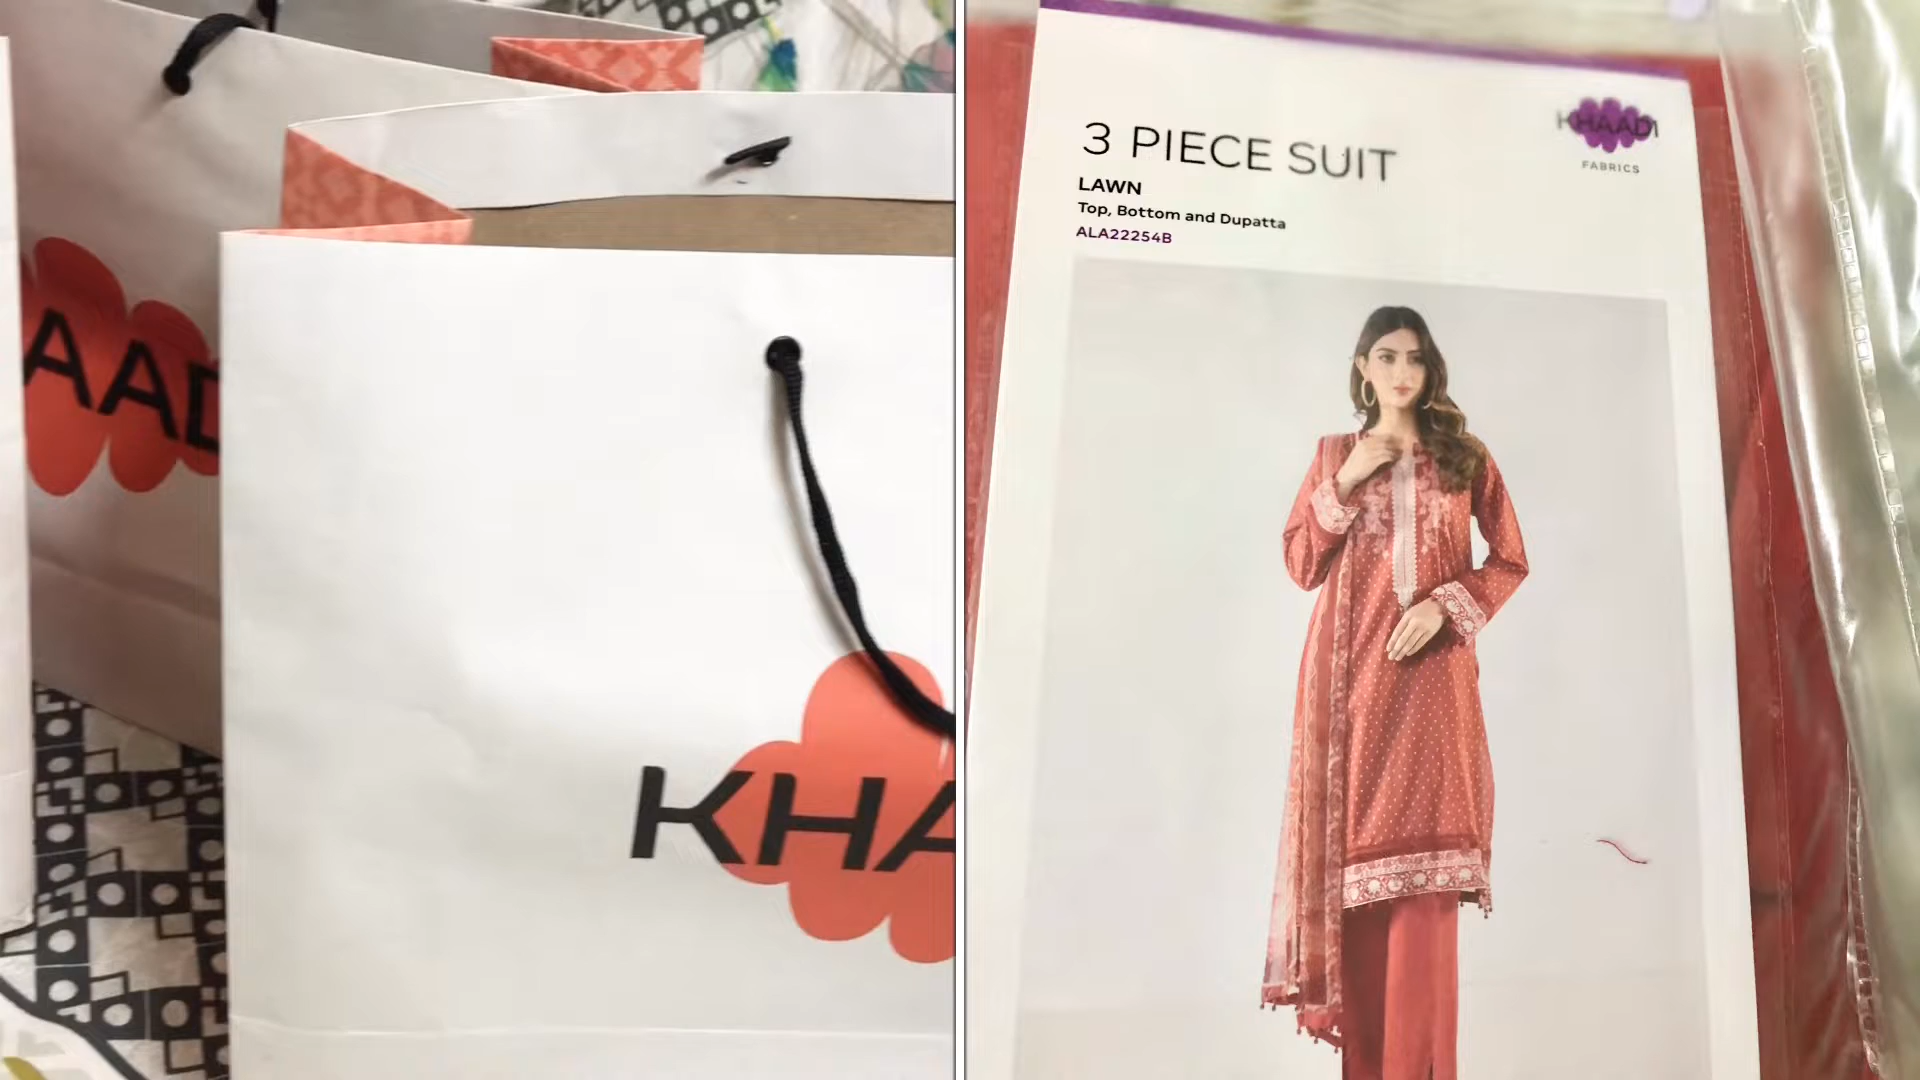 AAD
KHA
3 PIECE SUIT
KHAADI
FABRICS
LAWN
Top, Bottom and Dupatta
ALA22254B